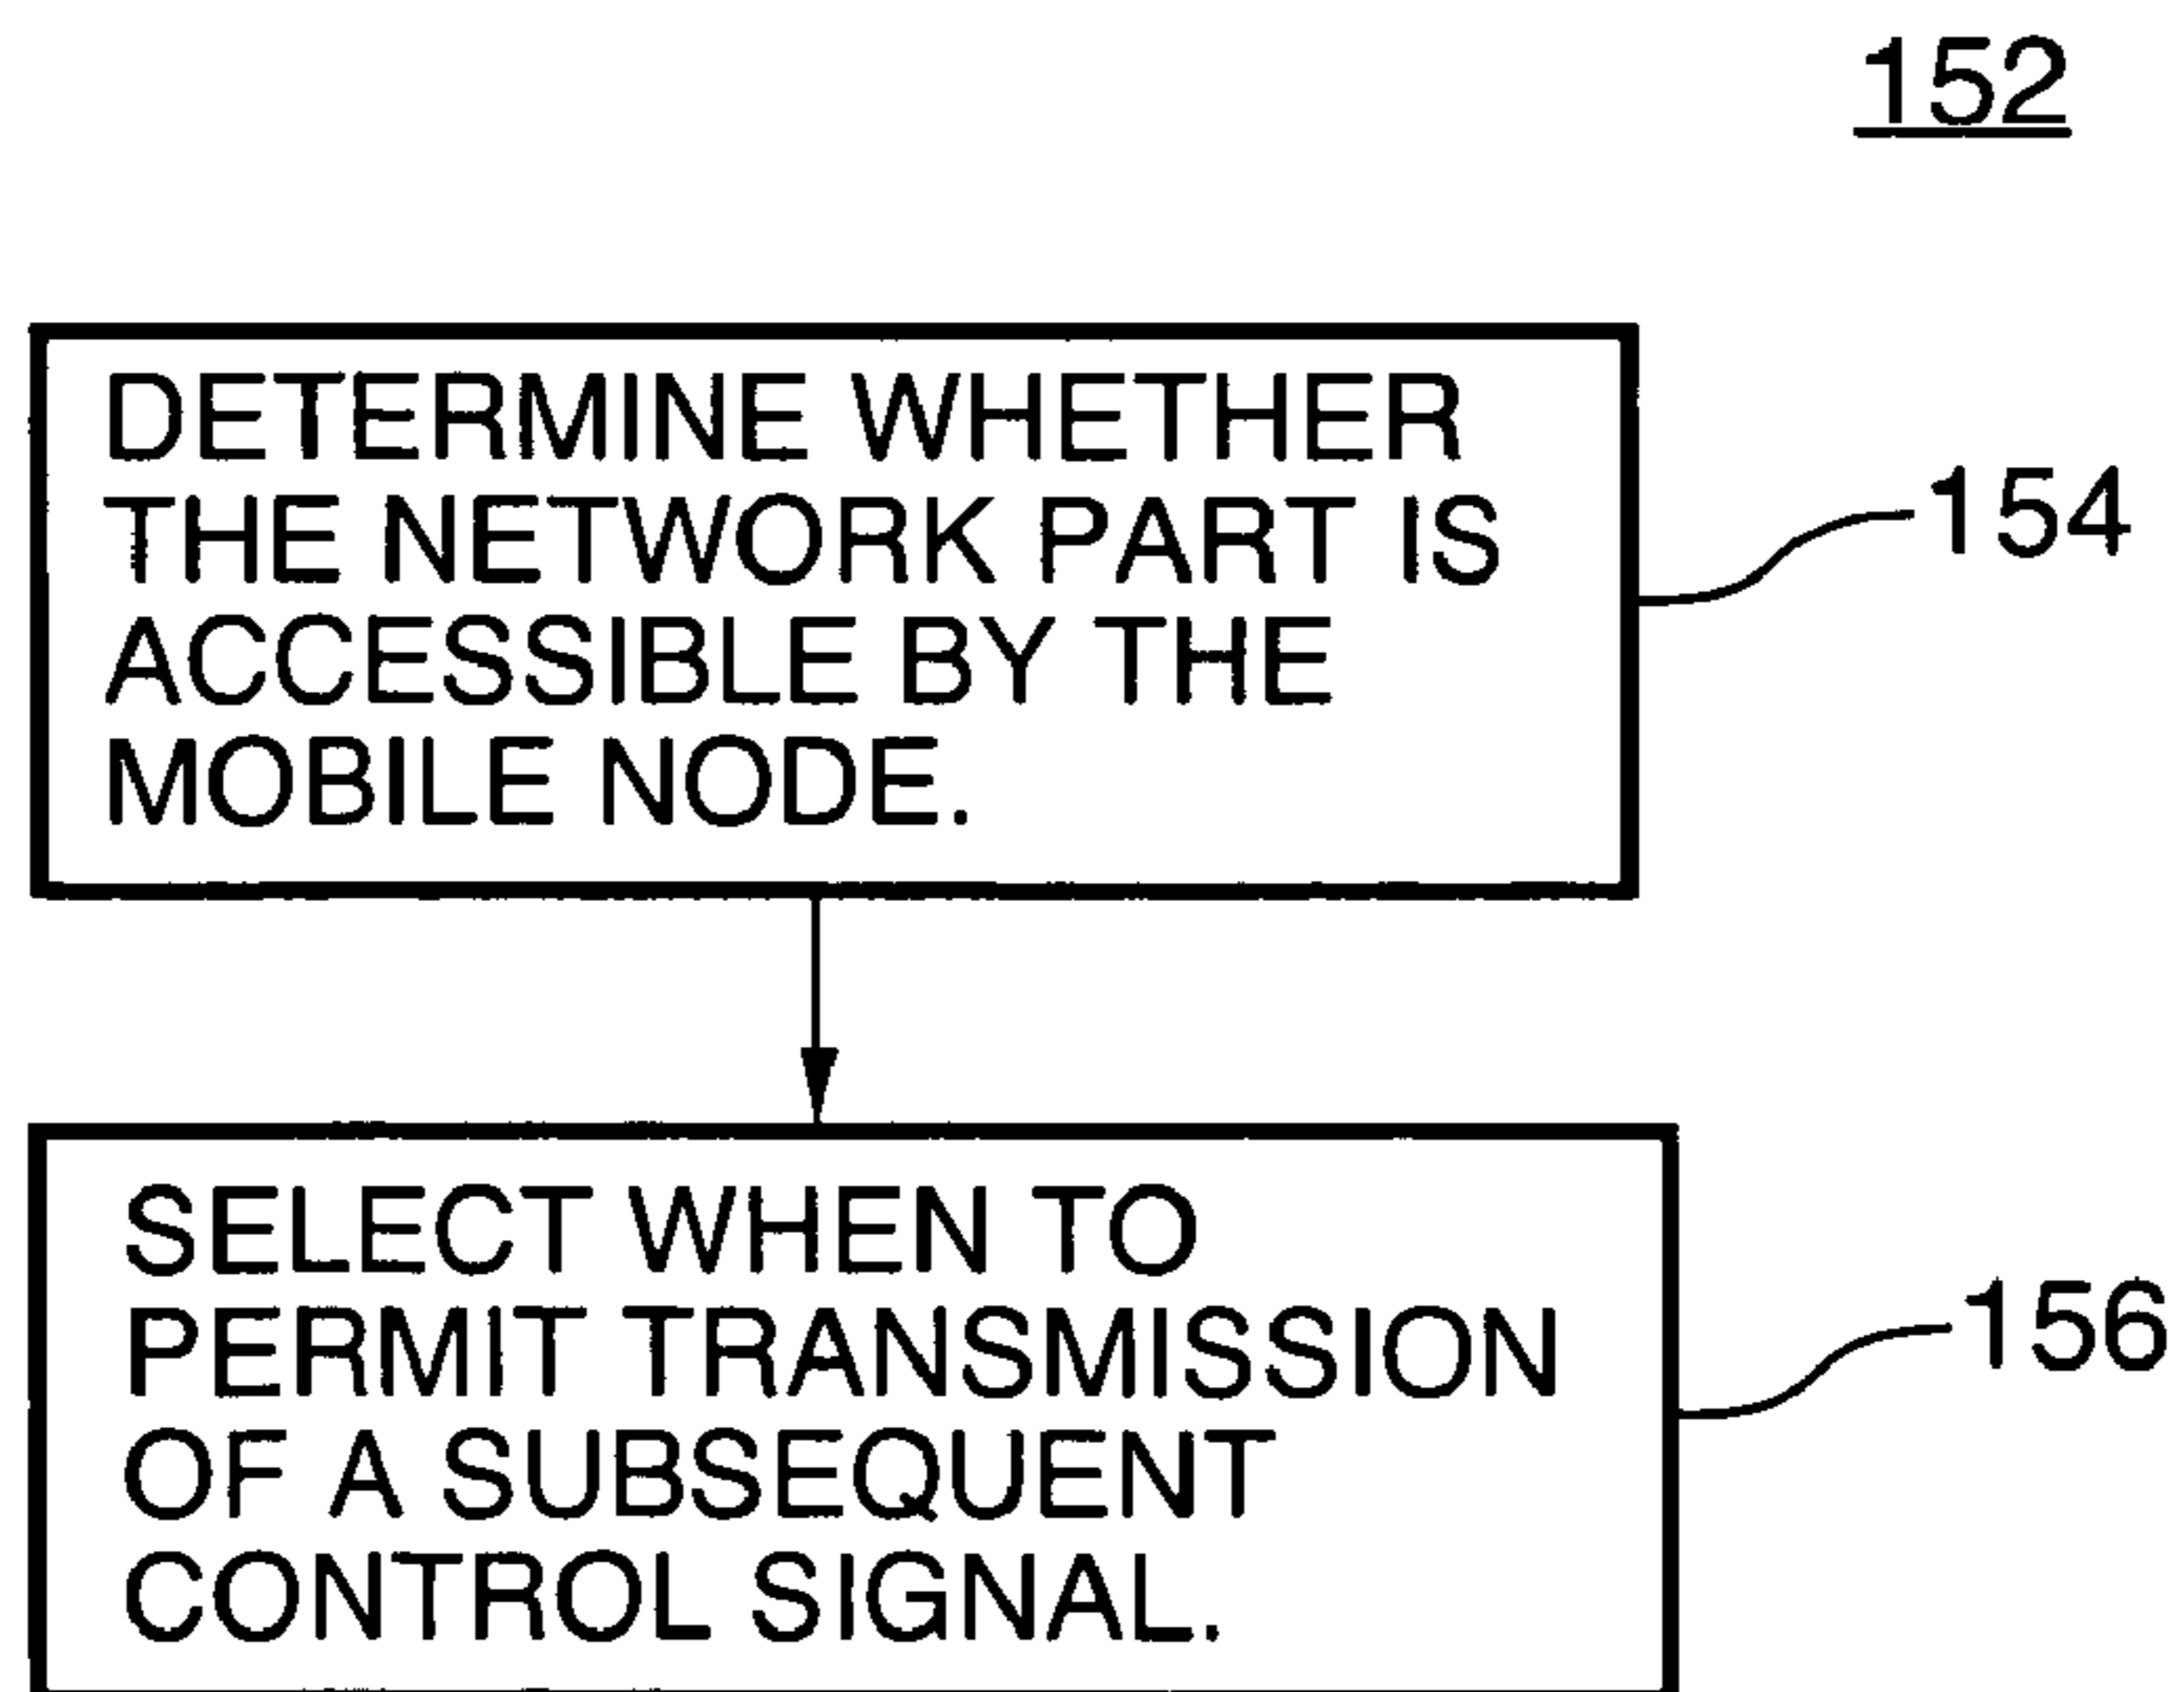 152
DETERMINE WHETHER
THE NETWORK PART IS
ACCESSIBLE BY THE
MOBILE NODE.
154
SELECT WHEN TO
PERMIT TRANSMISSION
OF A SUBSEQUENT
CONTROL SIGNAL.
156